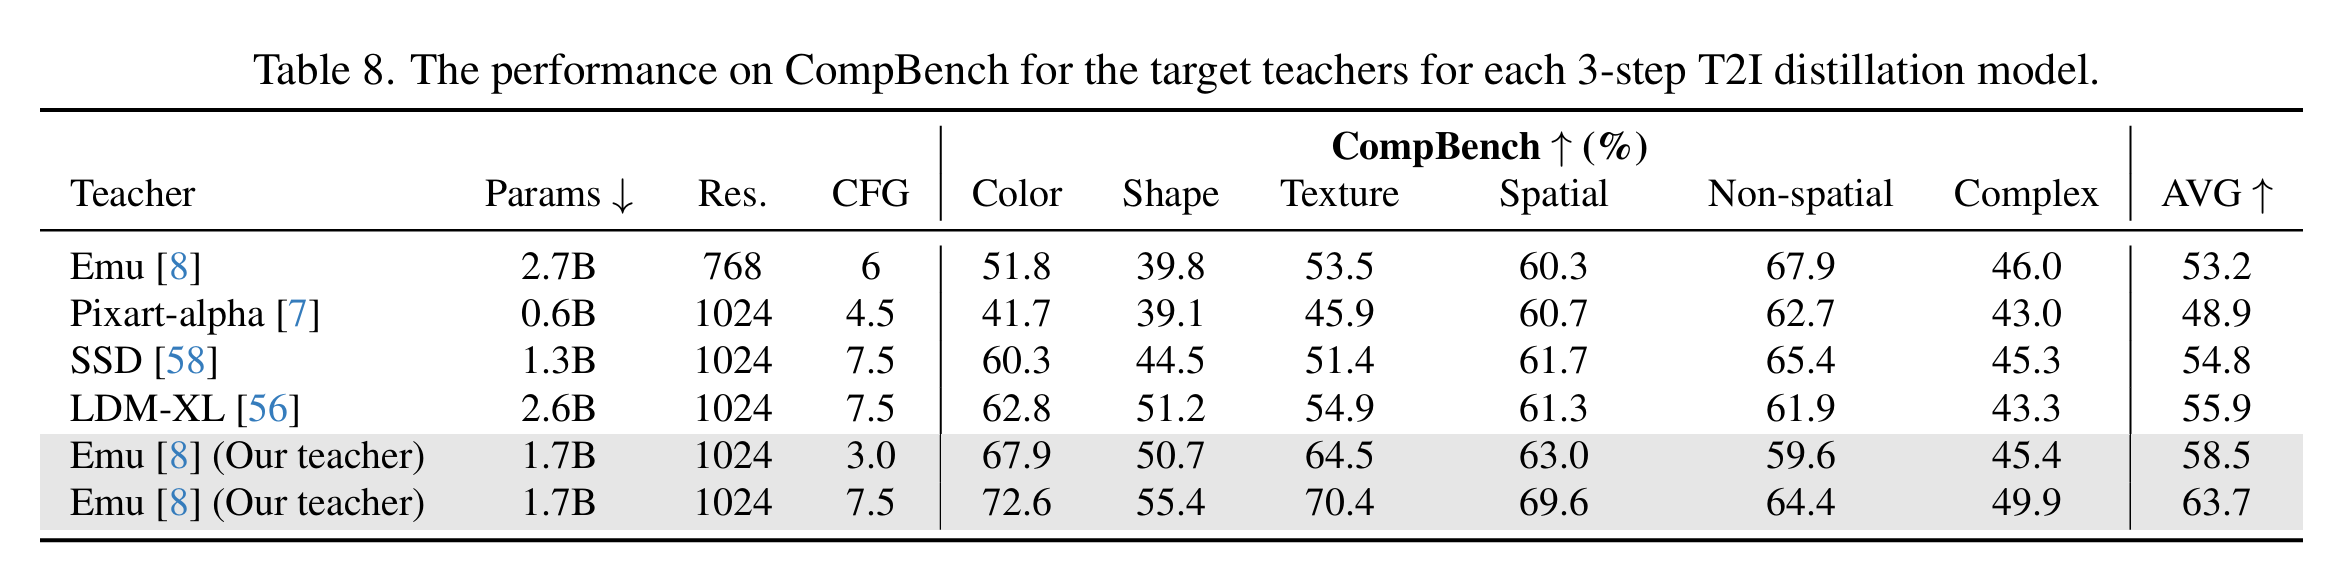 Table 8. The performance on CompBench for the target teachers for each 3-step T2I distillation model.
CompBench ↑ (%)
Teacher Params ↓ Res. CFG Color Shape Texture Spatial Non-spatial Complex AVG ↑
Emu [8] 2.7B 768 6 51.8 39.8 53.5 60.3 67.9 46.0 53.2
Pixart-alpha [7] 0.6B 1024 4.5 41.7 39.1 45.9 60.7 62.7 43.0 48.9
SSD [58] 1.3B 1024 7.5 60.3 44.5 51.4 61.7 65.4 45.3 54.8
LDM-XL [56] 2.6B 1024 7.5 62.8 51.2 54.9 61.3 61.9 43.3 55.9
Emu [8] (Our teacher) 1.7B 1024 3.0 67.9 50.7 64.5 63.0 59.6 45.4 58.5
Emu [8] (Our teacher) 1.7B 1024 7.5 72.6 55.4 70.4 69.6 64.4 49.9 63.7